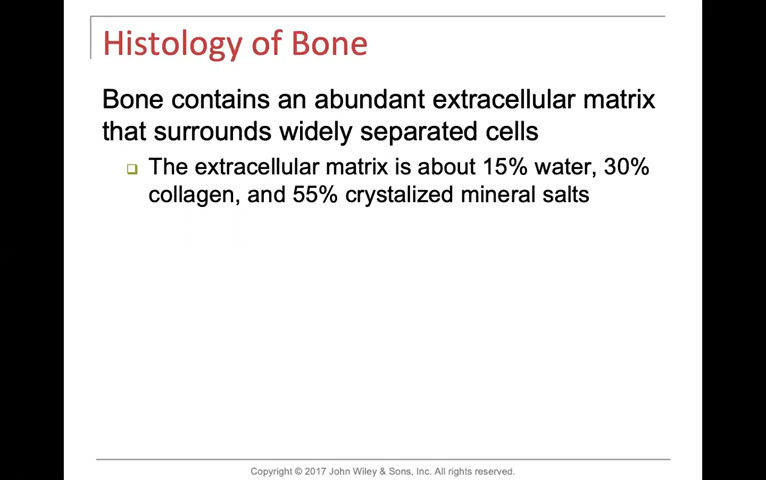 Histology of Bone
Bone contains an abundant extracellular matrix
that surrounds widely separated cells
The extracellular matrix is about 15% water, 30%
collagen, and 55% crystalized mineral salts
Copyright © 2017 John Wiley & Sons, Inc. All rights reserved.